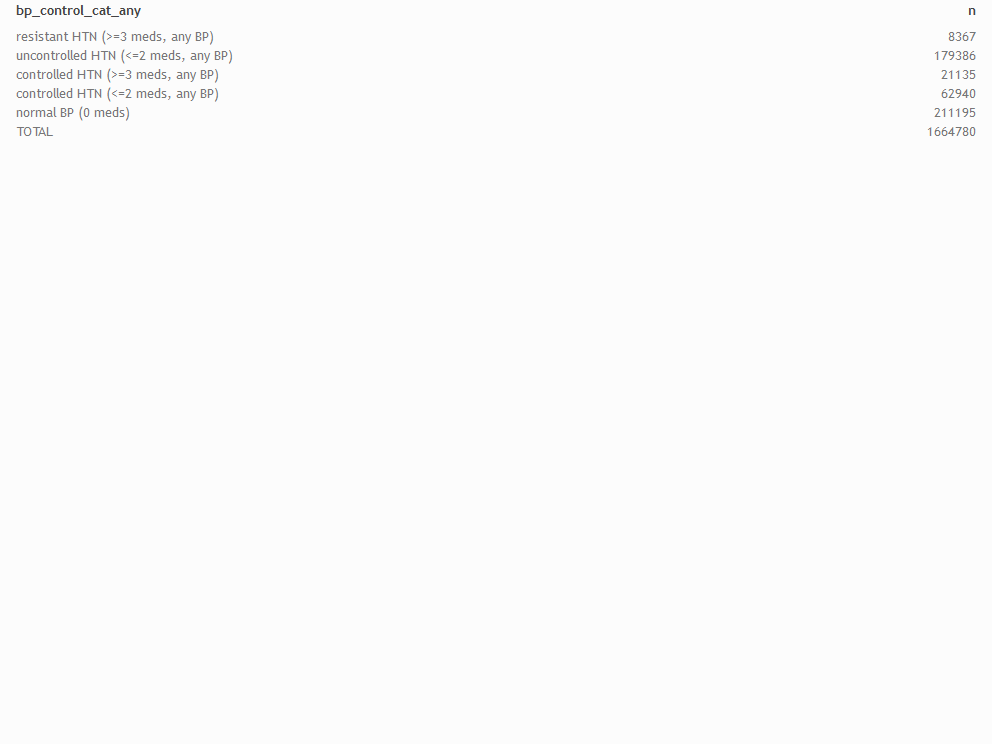 bp_control_cat_any n
resistant HTN (>=3 meds, any BP) 8367
uncontrolled HTN (<=2 meds, any BP) 179386
controlled HTN (>=3 meds, any BP) 21135
controlled HTN (<=2 meds, any BP) 62940
normal BP (0 meds) 211195
TOTAL 1664780